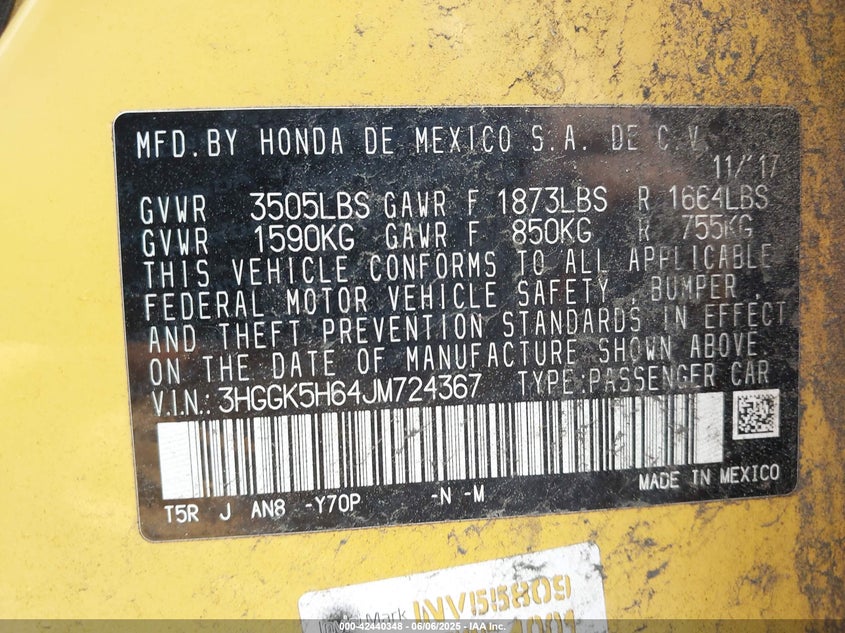 MFD.BY HONDA DE MEXICO S.A. DE C.V.
11/'17
GVWR 3505LBS GAWR F 1873LBS R 1664LBS
GVWR 1590KG GAWR F 850KG R 755KG
THIS VEHICLE CONFORMS TO ALL APPLICABLE
FEDERAL MOTOR VEHICLE SAFETY , BUMPER ,
AND THEFT PREVENTION STANDARDS IN EFFECT
ON THE DATE OF MANUFACTURE SHOWN ABOVE.
V.I.N.: 3HGGK5H64JM724367 TYPE:PASSENGER CAR
MADE IN MEXICO
T5R J AN8 -Y70P -N -M
Mark INV55809
4001
000-42440348 - 06/06/2025 - IAA, Inc.